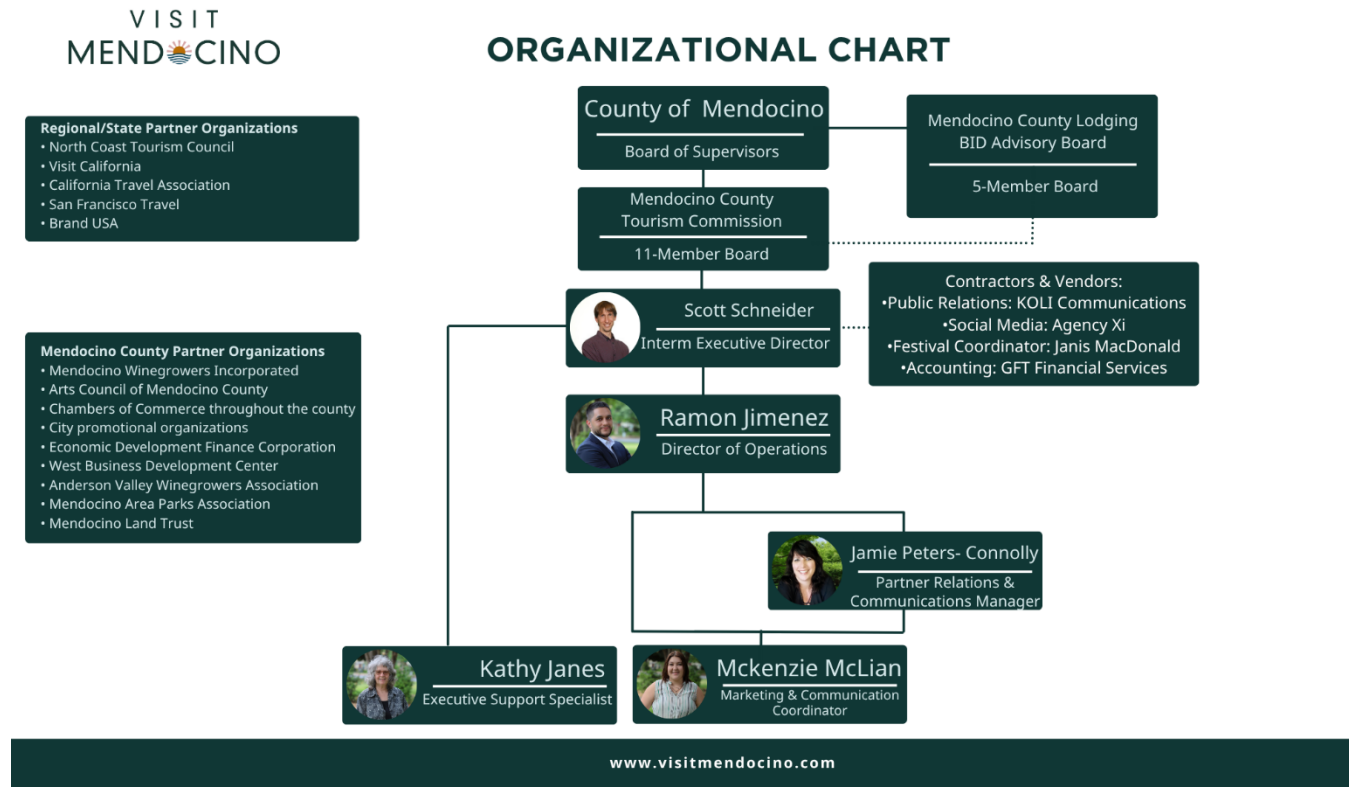 VISIT
MENDOCINO
ORGANIZATIONAL CHART
Regional/State Partner Organizations
• North Coast Tourism Council
• Visit California
• California Travel Association
• San Francisco Travel
• Brand USA
Mendocino County Partner Organizations
• Mendocino Winegrowers Incorporated
• Arts Council of Mendocino County
• Chambers of Commerce throughout the county
• City promotional organizations
• Economic Development Finance Corporation
• West Business Development Center
• Anderson Valley Winegrowers Association
• Mendocino Area Parks Association
• Mendocino Land Trust
County of Mendocino
Board of Supervisors
Mendocino County Lodging
BID Advisory Board
5-Member Board
Mendocino County
Tourism Commission
11-Member Board
Scott Schneider
Interm Executive Director
Contractors & Vendors:
•Public Relations: KOLI Communications
•Social Media: Agency Xi
•Festival Coordinator: Janis MacDonald
•Accounting: GFT Financial Services
Ramon Jimenez
Director of Operations
Jamie Peters- Connolly
Partner Relations &
Communications Manager
Kathy Janes
Executive Support Specialist
Mckenzie McLian
Marketing & Communication
Coordinator
www.visitmendocino.com